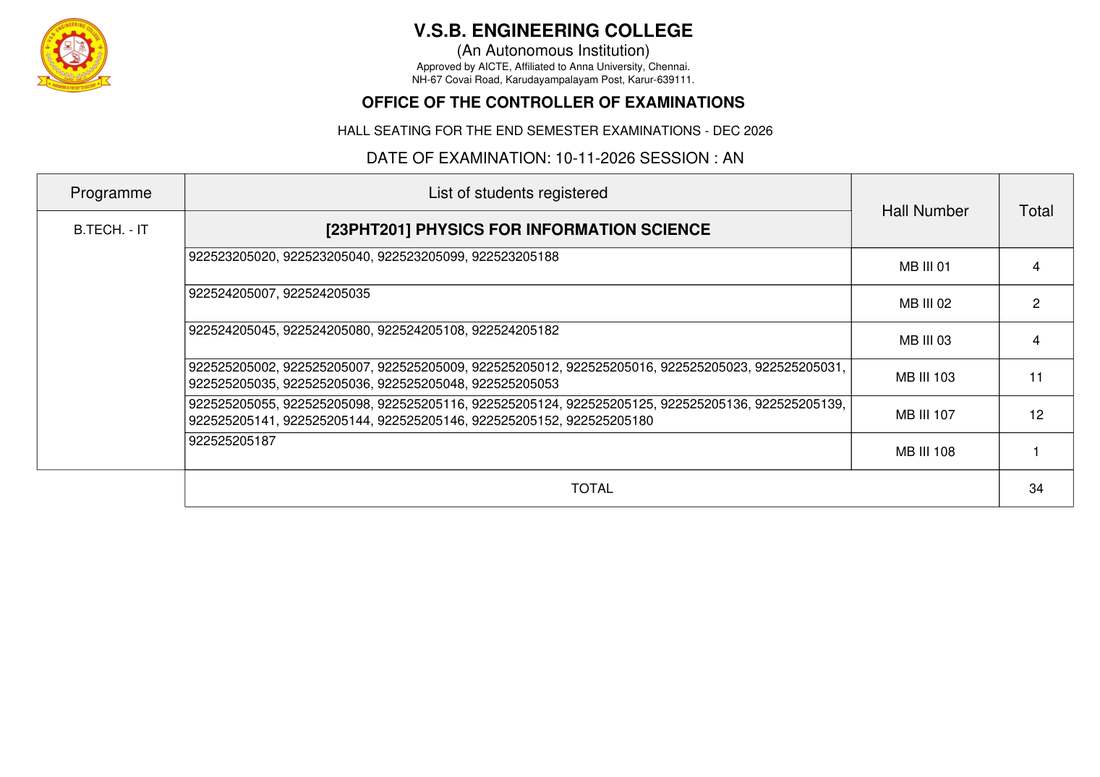 V.S.B. ENGINEERING COLLEGE
(An Autonomous Institution)
Approved by AICTE, Affiliated to Anna University, Chennai.
NH-67 Covai Road, Karudayampalayam Post, Karur-639111.
OFFICE OF THE CONTROLLER OF EXAMINATIONS
HALL SEATING FOR THE END SEMESTER EXAMINATIONS - DEC 2026
DATE OF EXAMINATION: 10-11-2026 SESSION : AN
Programme List of students registered Hall Number Total
B.TECH. - IT [23PHT201] PHYSICS FOR INFORMATION SCIENCE
922523205020, 922523205040, 922523205099, 922523205188 MB III 01 4
922524205007, 922524205035 MB III 02 2
922524205045, 922524205080, 922524205108, 922524205182 MB III 03 4
922525205002, 922525205007, 922525205009, 922525205012, 922525205016, 922525205023, 922525205031,
922525205035, 922525205036, 922525205048, 922525205053 MB III 103 11
922525205055, 922525205098, 922525205116, 922525205124, 922525205125, 922525205136, 922525205139,
922525205141, 922525205144, 922525205146, 922525205152, 922525205180 MB III 107 12
922525205187 MB III 108 1
TOTAL 34